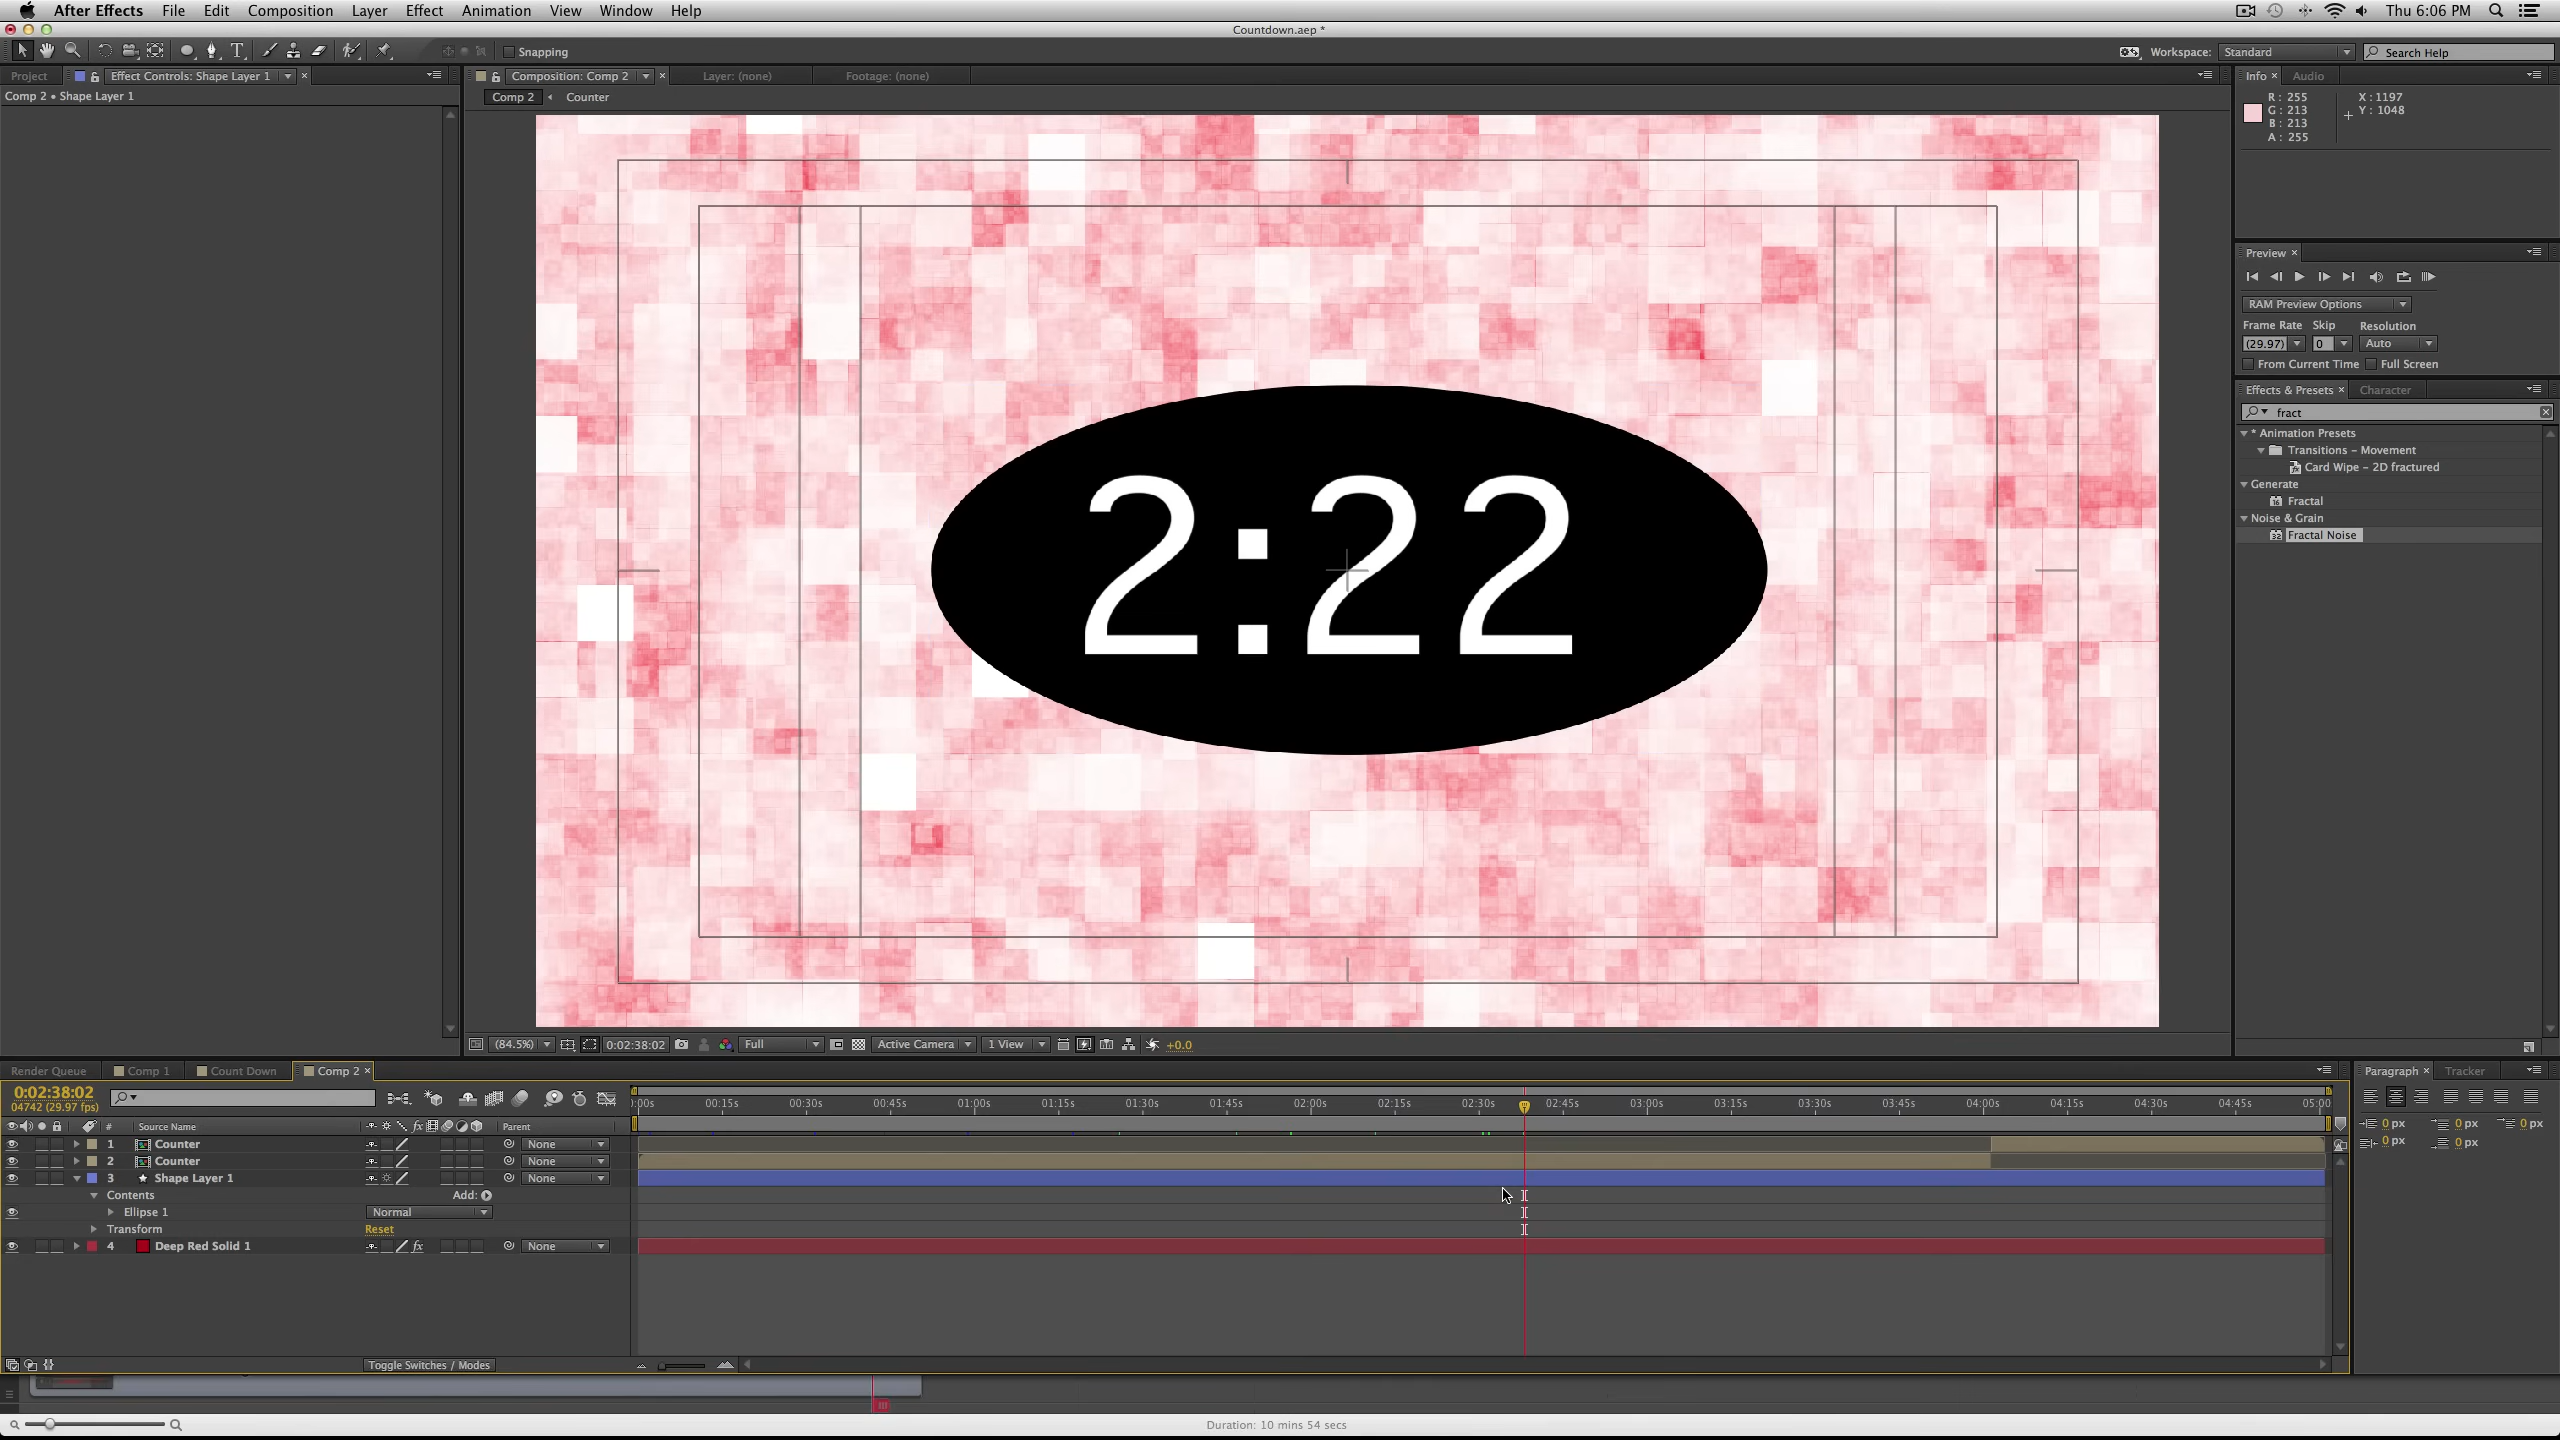 After Effects File Edit Composition Layer Effect Animation View Window Help Thu 6:06 PM
Countdown.aep *
Snapping Workspace: Standard Search Help
Project Effect Controls: Shape Layer 1 Composition: Comp 2 Layer: (none) Footage: (none) Info Audio
Comp 2 • Shape Layer 1 Comp 2 Counter
R : 255 X : 1197
G : 213 Y : 1048
B : 213
A : 255
Preview
RAM Preview Options
Frame Rate Skip Resolution
(29.97) 0 Auto
From Current Time Full Screen
Effects & Presets Character
fract
* Animation Presets
Transitions – Movement
Card Wipe – 2D fractured
Generate
Fractal
Noise & Grain
32 Fractal Noise
2:22
(84.5%) 0:02:38:02 Full Active Camera 1 View +0.0
Render Queue Comp 1 Count Down Comp 2 Paragraph Tracker
0:02:38:02
04742 (29.97 fps)
:00s 00:15s 00:30s 00:45s 01:00s 01:15s 01:30s 01:45s 02:00s 02:15s 02:30s 02:45s 03:00s 03:15s 03:30s 03:45s 04:00s 04:15s 04:30s 04:45s 05:00
# Source Name fx Parent
1 Counter None
2 Counter None
3 Shape Layer 1 None
Contents Add:
Ellipse 1 Normal
Transform Reset
4 Deep Red Solid 1 fx None
0 px 0 px 0 px
0 px 0 px
Toggle Switches / Modes
Duration: 10 mins 54 secs